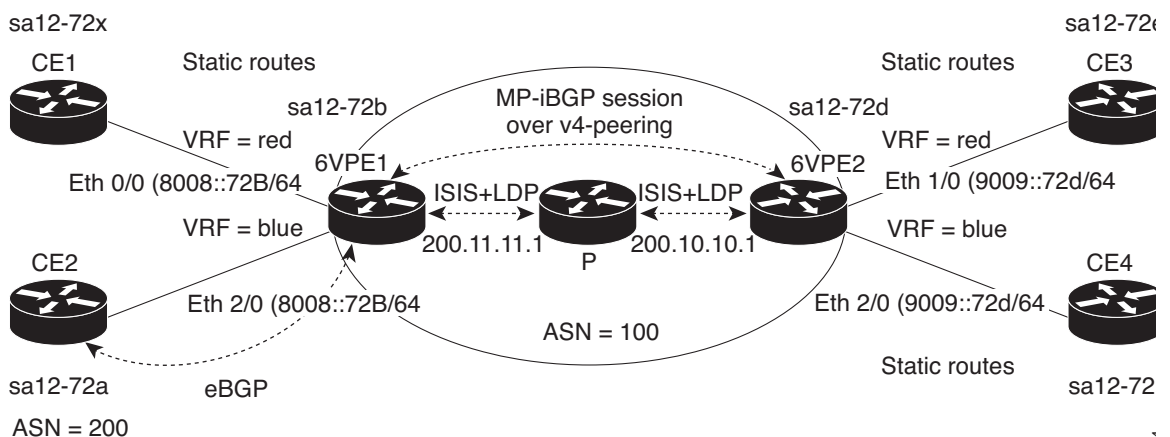 sa12-72x
CE1
Static routes
VRF = red
Eth 0/0 (8008::72B/64
VRF = blue
CE2
Eth 2/0 (8008::72B/64
sa12-72a
eBGP
ASN = 200
sa12-72b
6VPE1
MP-iBGP session
over v4-peering
sa12-72d
6VPE2
ISIS+LDP
200.11.11.1
P
ISIS+LDP
200.10.10.1
ASN = 100
Static routes
CE3
VRF = red
Eth 1/0 (9009::72d/64
VRF = blue
CE4
Eth 2/0 (9009::72d/64
Static routes